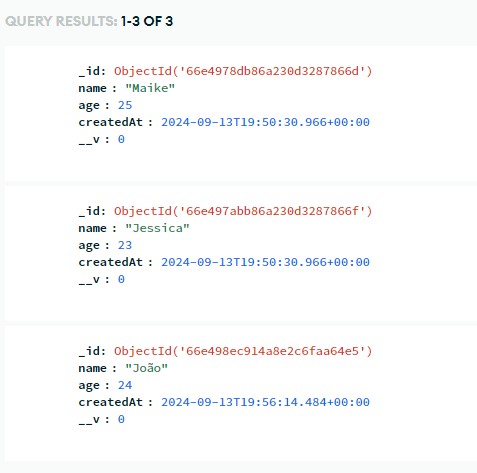 QUERY RESULTS: 1-3 OF 3
_id: ObjectId('66e4978db86a230d3287866d')
name : "Maike"
age : 25
createdAt : 2024-09-13T19:50:30.966+00:00
__v : 0
_id: ObjectId('66e497abb86a230d3287866f')
name : "Jessica"
age : 23
createdAt : 2024-09-13T19:50:30.966+00:00
__v : 0
_id: ObjectId('66e498ec914a8e2c6faa64e5')
name : "João"
age : 24
createdAt : 2024-09-13T19:56:14.484+00:00
__v : 0